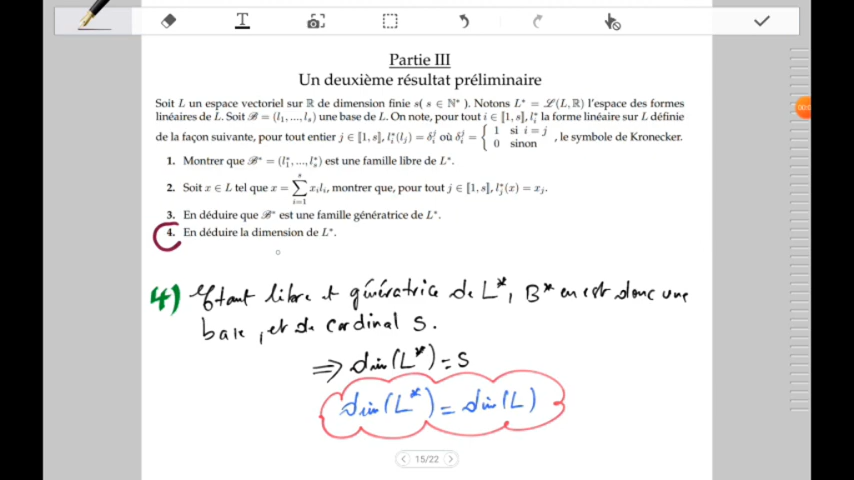 T
Partie III
Un deuxième résultat préliminaire
Soit L un espace vectoriel sur ℝ de dimension finie s( s ∈ ℕ* ). Notons L* = ℒ(L, ℝ) l'espace des formes
linéaires de L. Soit ℬ = (l₁, ..., lₛ) une base de L. On note, pour tout i ∈ ⟦1, s⟧, lᵢ* la forme linéaire sur L définie
de la façon suivante, pour tout entier j ∈ ⟦1, s⟧, lᵢ*(lⱼ) = δᵢʲ où δᵢʲ = { 1 si i = j 0 sinon , le symbole de Kronecker.
1. Montrer que ℬ* = (l₁*, ..., lₛ*) est une famille libre de L*.
2. Soit x ∈ L tel que x = ∑_{i=1}^{s} xᵢlᵢ, montrer que, pour tout j ∈ ⟦1, s⟧, lⱼ*(x) = xⱼ.
3. En déduire que ℬ* est une famille génératrice de L*.
4. En déduire la dimension de L*.
4) Etant libre et génératrice de L*, B* en est donc une
base, et de cardinal s.
⟹ dim(L*) = s
dim(L*) = dim(L)
15/22